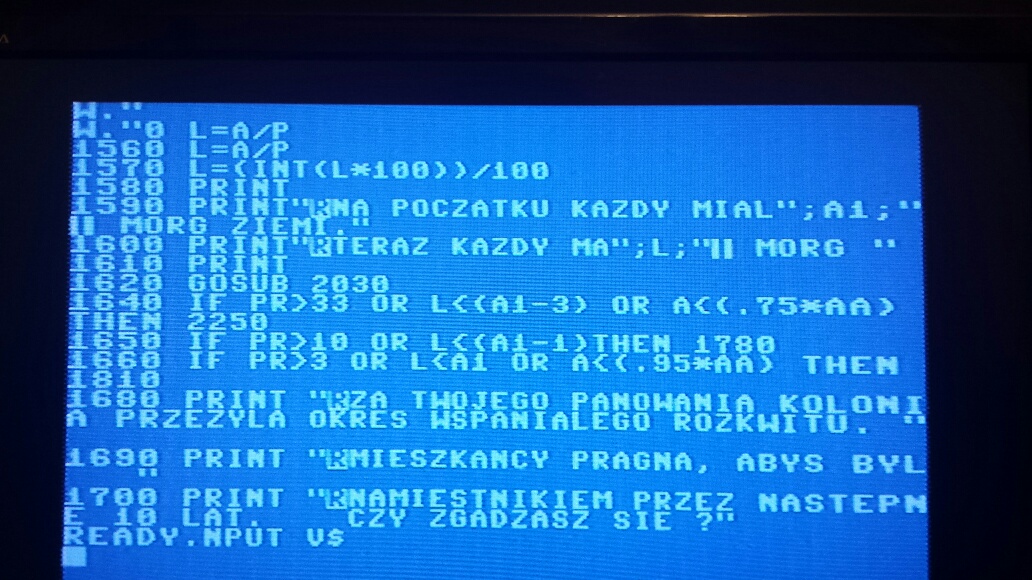 W."
W."0 L=A/P
1560 L=A/P
1570 L=(INT(L*100))/100
1580 PRINT
1590 PRINT"NA POCZATKU KAZDY MIAL";A1;"
MORG ZIEMI."
1600 PRINT"TERAZ KAZDY MA";L;" MORG "
1610 PRINT
1620 GOSUB 2030
1640 IF PR>33 OR L<(A1-3) OR A<(.75*AA)
THEN 2250
1650 IF PR>10 OR L<(A1-1)THEN 1780
1660 IF PR>3 OR L<A1 OR A<(.95*AA) THEN
1810
1680 PRINT "ZA TWOJEGO PANOWANIA KOLONI
A PRZEZYLA OKRES WSPANIALEGO ROZKWITU. "
1690 PRINT "MIESZKANCY PRAGNA, ABYS BYL
"
1700 PRINT "NAMIESTNIKIEM PRZEZ NASTEPN
E 10 LAT. CZY ZGADZASZ SIE ?"
READY.NPUT V$